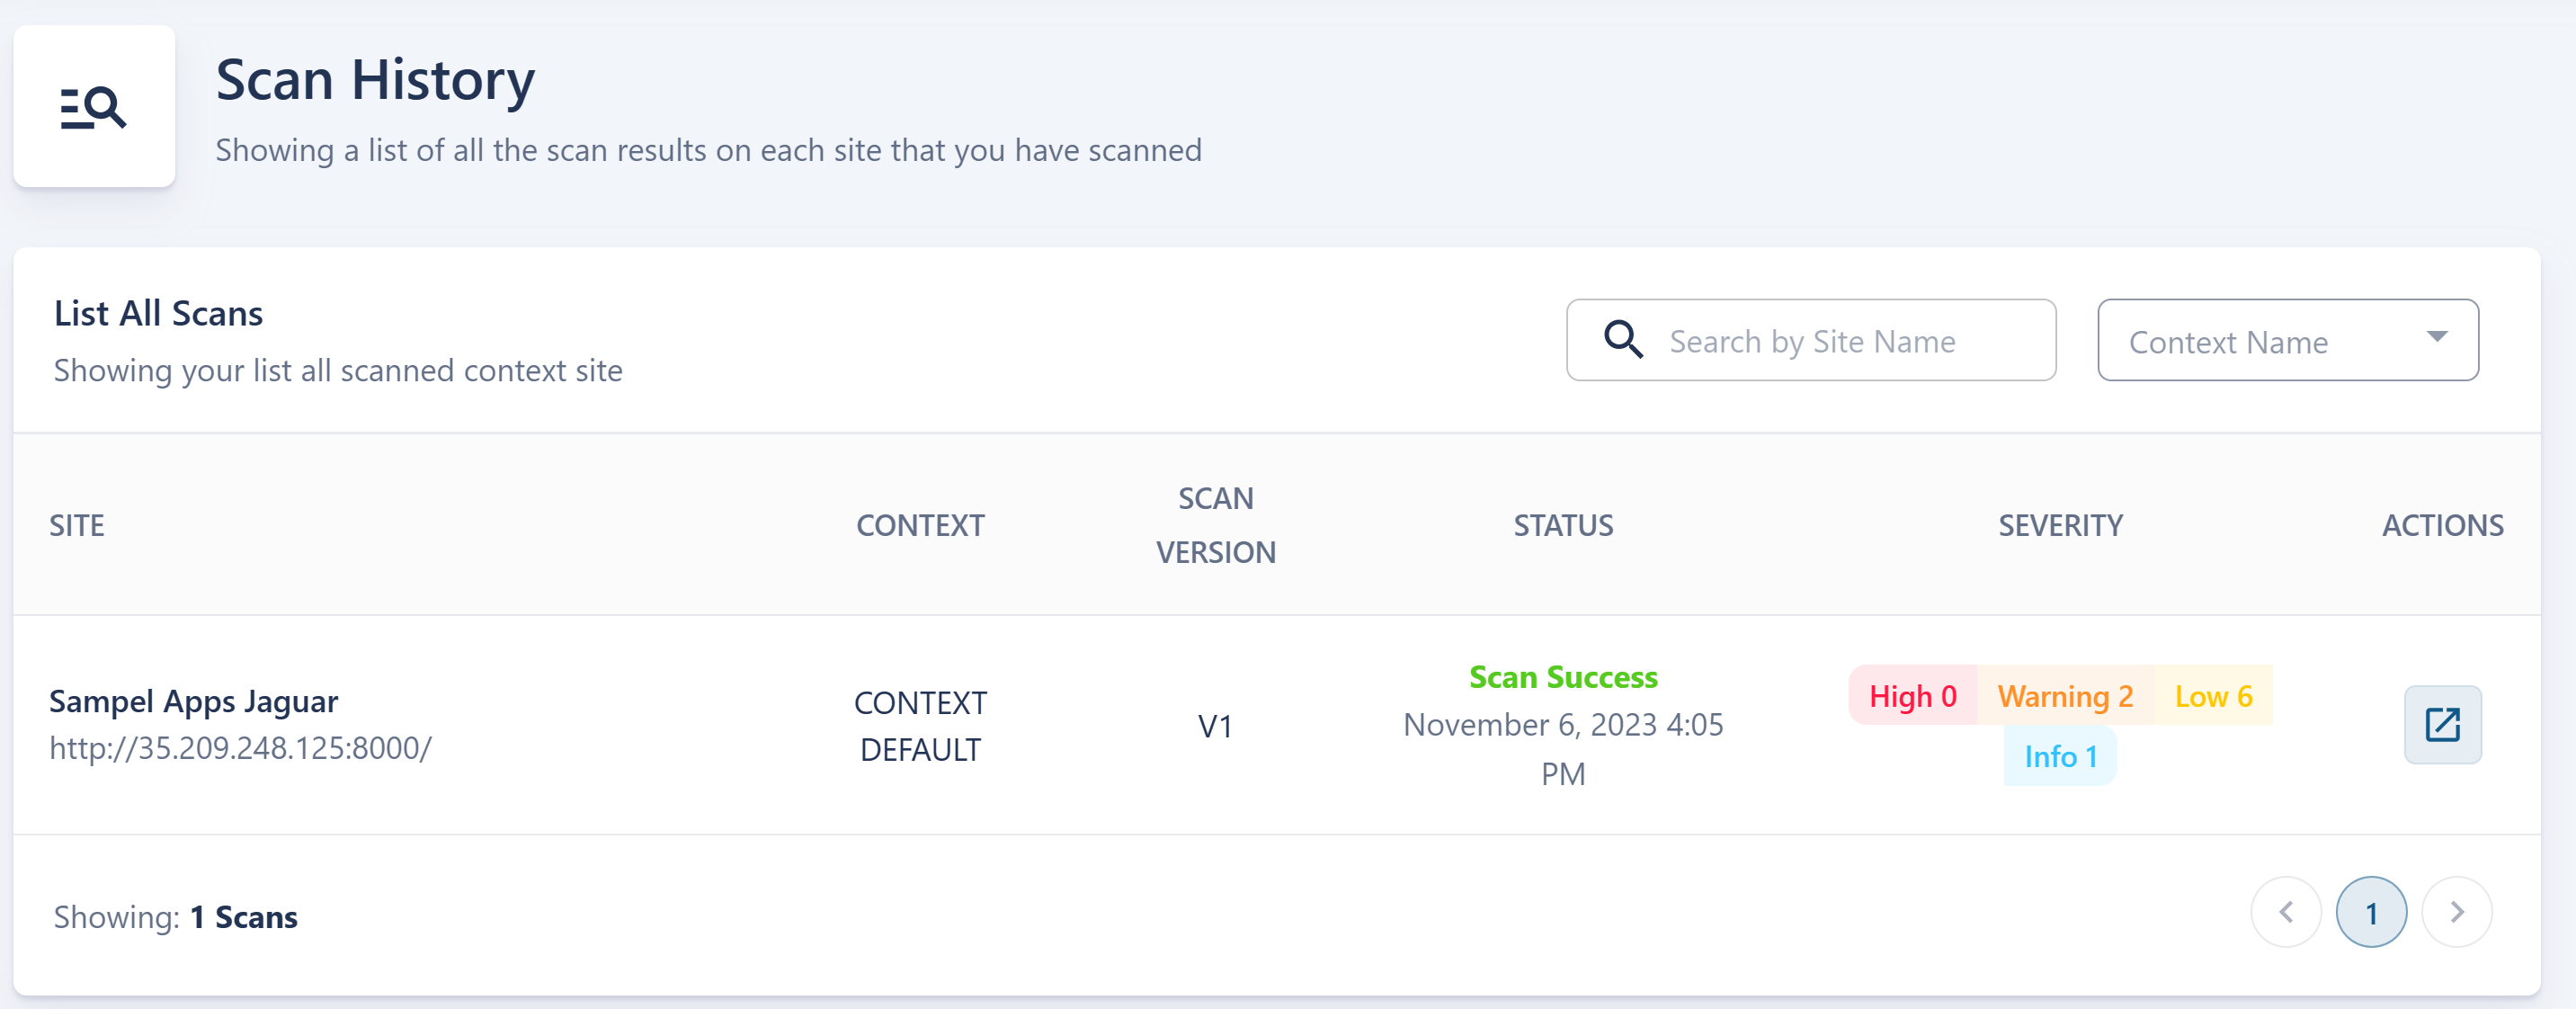 Scan History
Showing a list of all the scan results on each site that you have scanned
List All Scans
Showing your list all scanned context site
Search by Site Name
Context Name
SITE
CONTEXT
SCAN
VERSION
STATUS
SEVERITY
ACTIONS
Sampel Apps Jaguar
http://35.209.248.125:8000/
CONTEXT
DEFAULT
V1
Scan Success
November 6, 2023 4:05
PM
High 0 Warning 2 Low 6
Info 1
Showing: 1 Scans
1